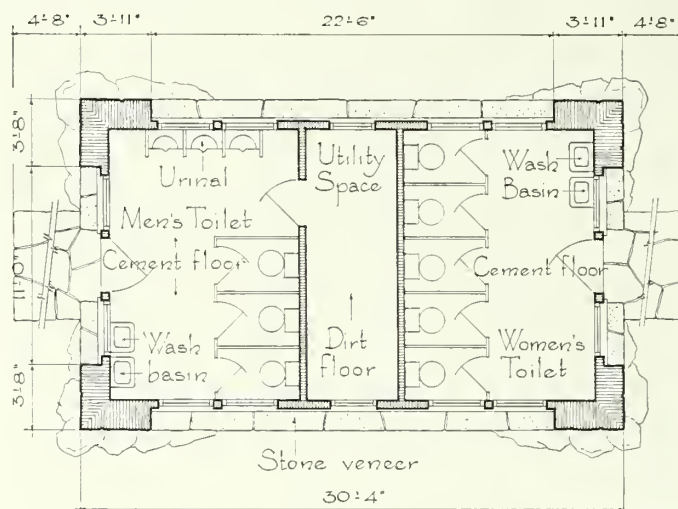 4'-8" 3'-11" 22'-6" 3'-11" 4'-8"
3'-8"
11'-0"
3'-8"
Urinal
Men's Toilet
Cement floor
Wash
basin
Utility
Space
Dirt
floor
Wash
Basin
Cement floor
Women's
Toilet
Stone veneer
30'-4"